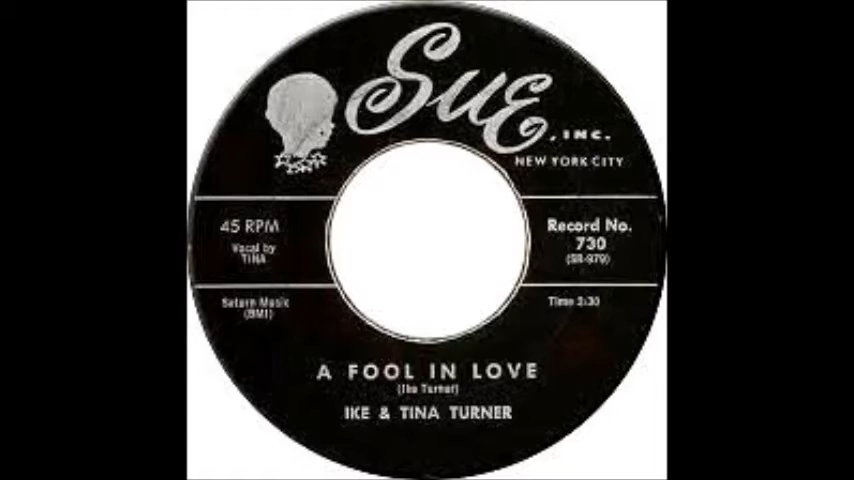 Sue, INC.
NEW YORK CITY
45 RPM
Vocal by
TINA
Record No.
730
(SR-979)
Saturn Music
(BMI)
Time 2:30
A FOOL IN LOVE
(Ike Turner)
IKE & TINA TURNER